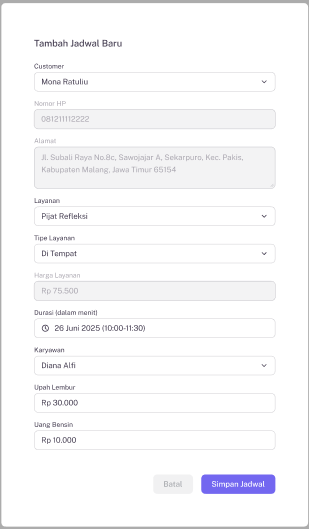 Tambah Jadwal Baru
Customer
Mona Ratuliu
Nomor HP
081211112222
Alamat
Jl. Subali Raya No.8c, Sawojajar A, Sekarpuro, Kec. Pakis,
Kabupaten Malang, Jawa Timur 65154
Layanan
Pijat Refleksi
Tipe Layanan
Di Tempat
Harga Layanan
Rp 75.500
Durasi (dalam menit)
26 Juni 2025 (10:00-11:30)
Karyawan
Diana Alfi
Upah Lembur
Rp 30.000
Uang Bensin
Rp 10.000
Batal
Simpan Jadwal